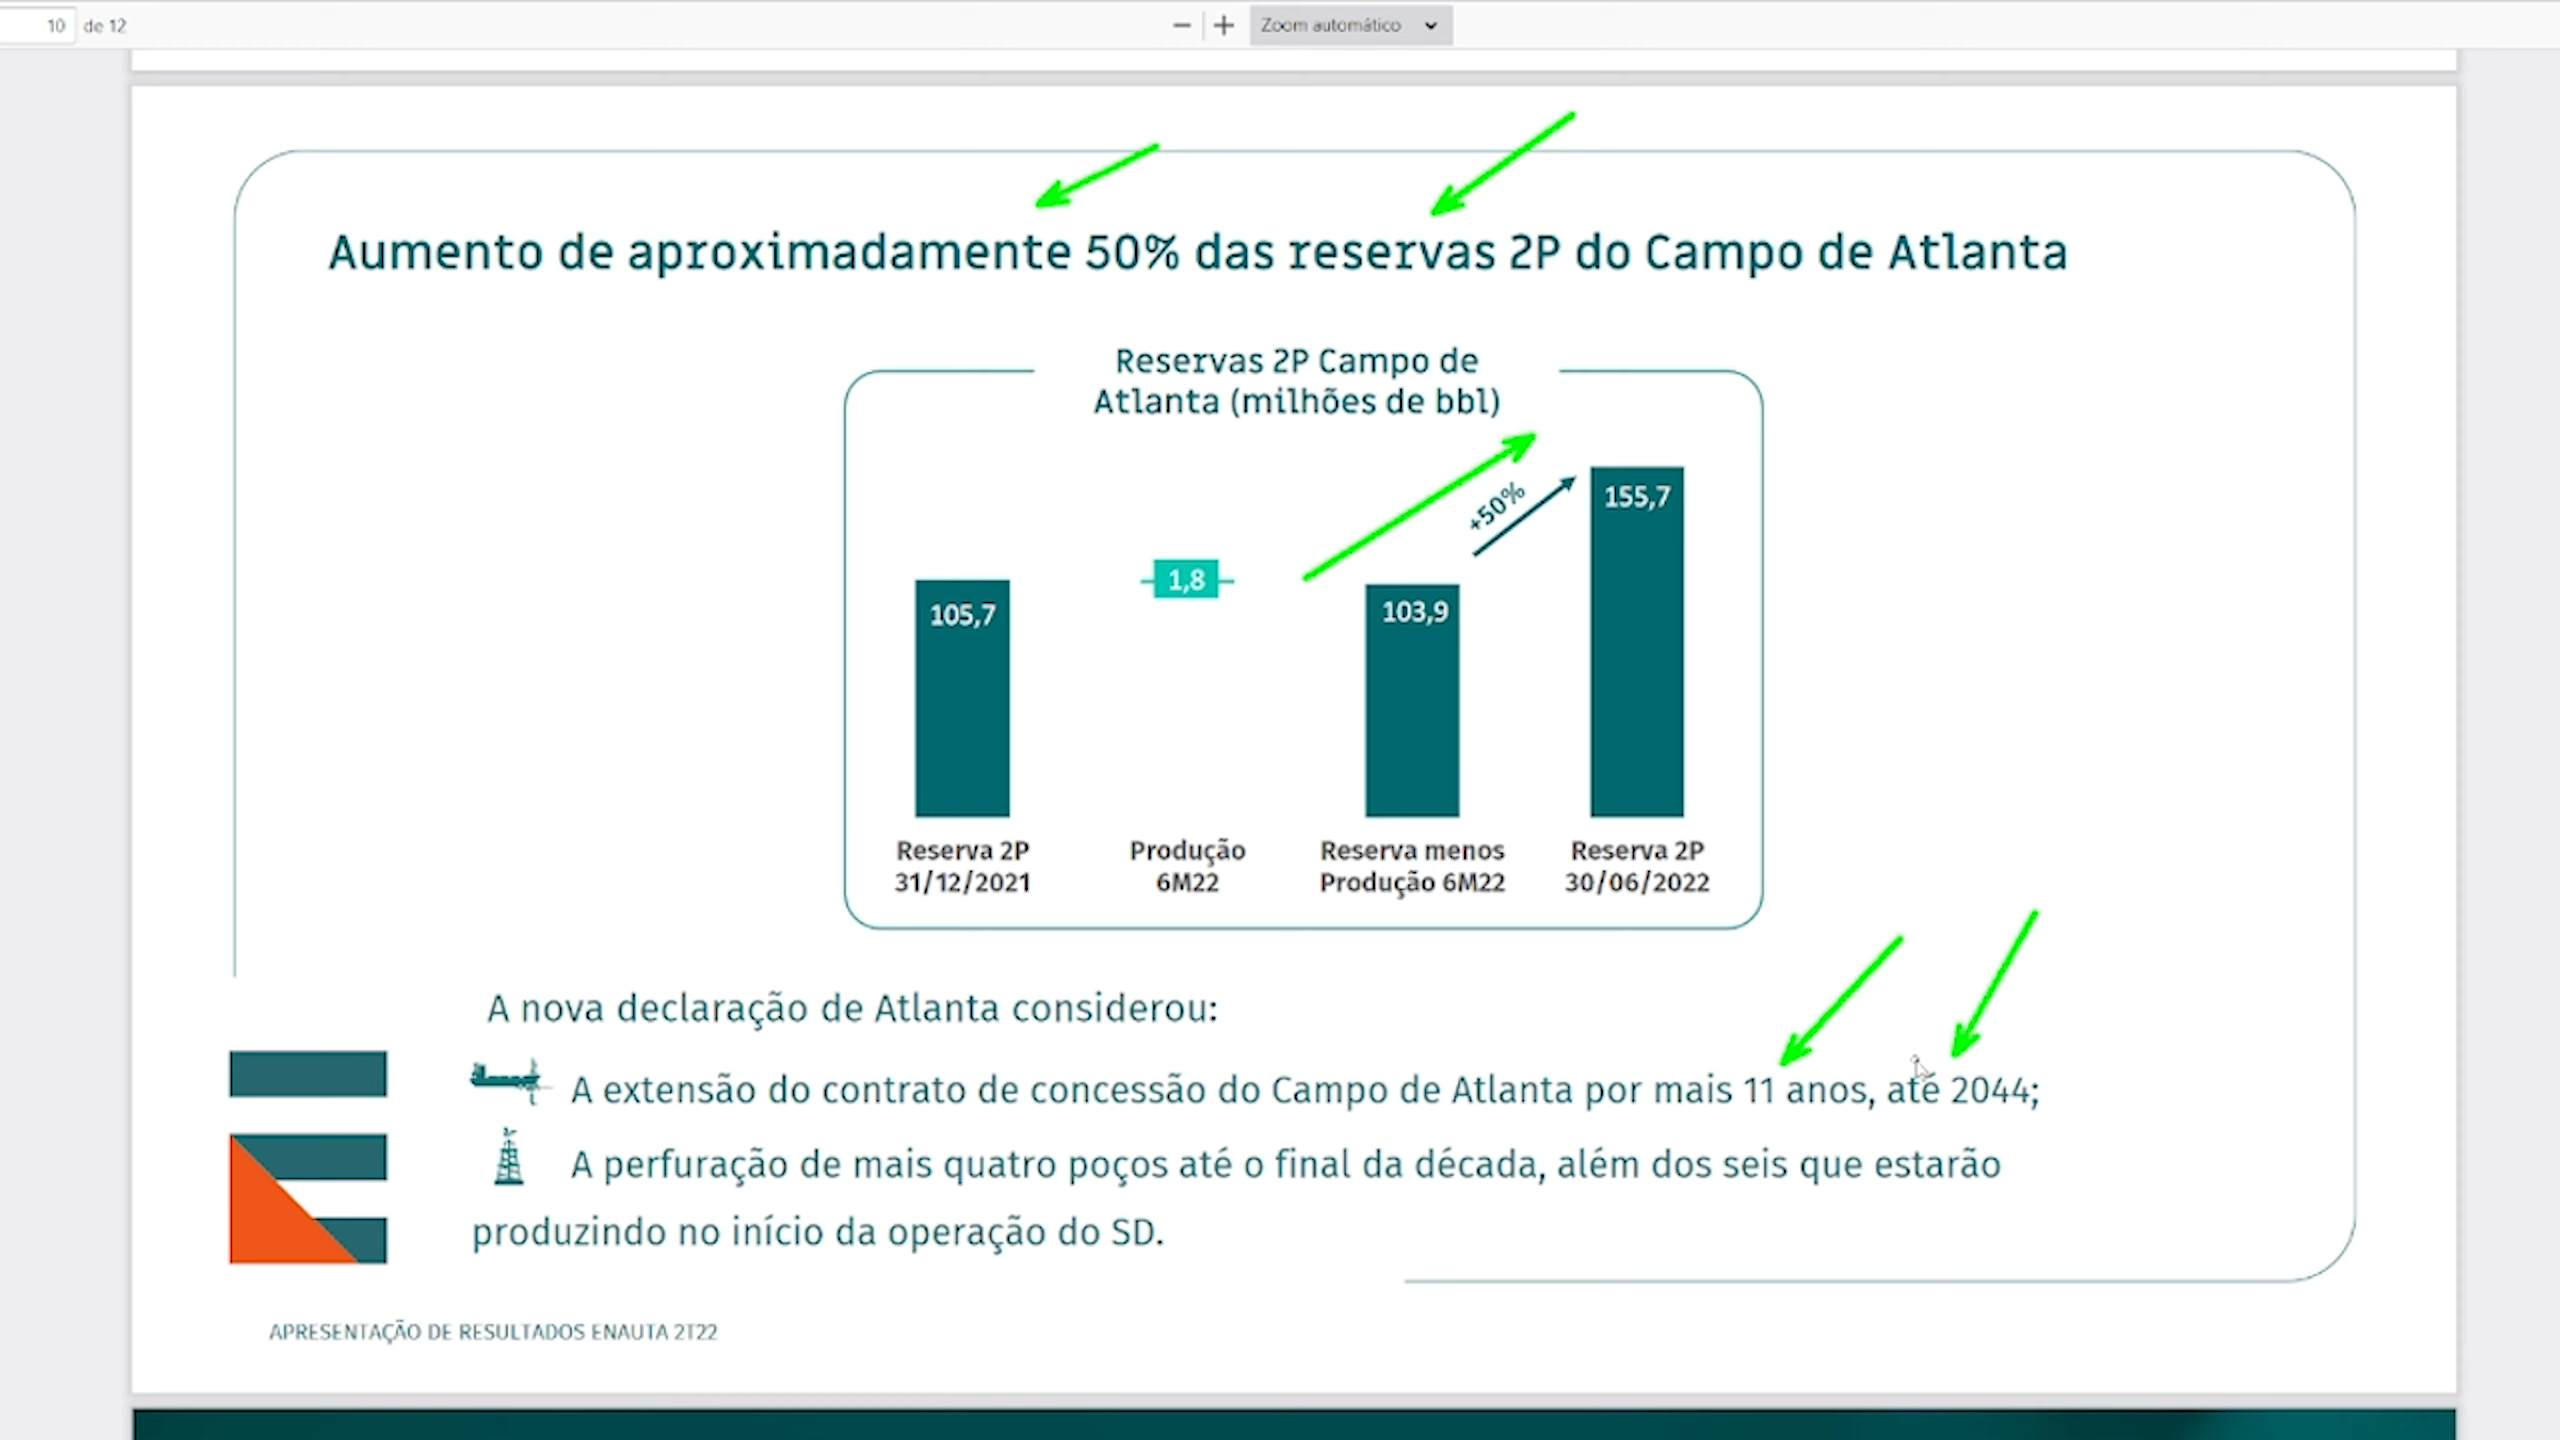 10 de 12
Zoom automático
Aumento de aproximadamente 50% das reservas 2P do Campo de Atlanta
Reservas 2P Campo de
Atlanta (milhões de bbl)
+50%
155,7
1,8
105,7
103,9
Reserva 2P
31/12/2021
Produção
6M22
Reserva menos
Produção 6M22
Reserva 2P
30/06/2022
A nova declaração de Atlanta considerou:
A extensão do contrato de concessão do Campo de Atlanta por mais 11 anos, até 2044;
A perfuração de mais quatro poços até o final da década, além dos seis que estarão
produzindo no início da operação do SD.
APRESENTAÇÃO DE RESULTADOS ENAUTA 2T22